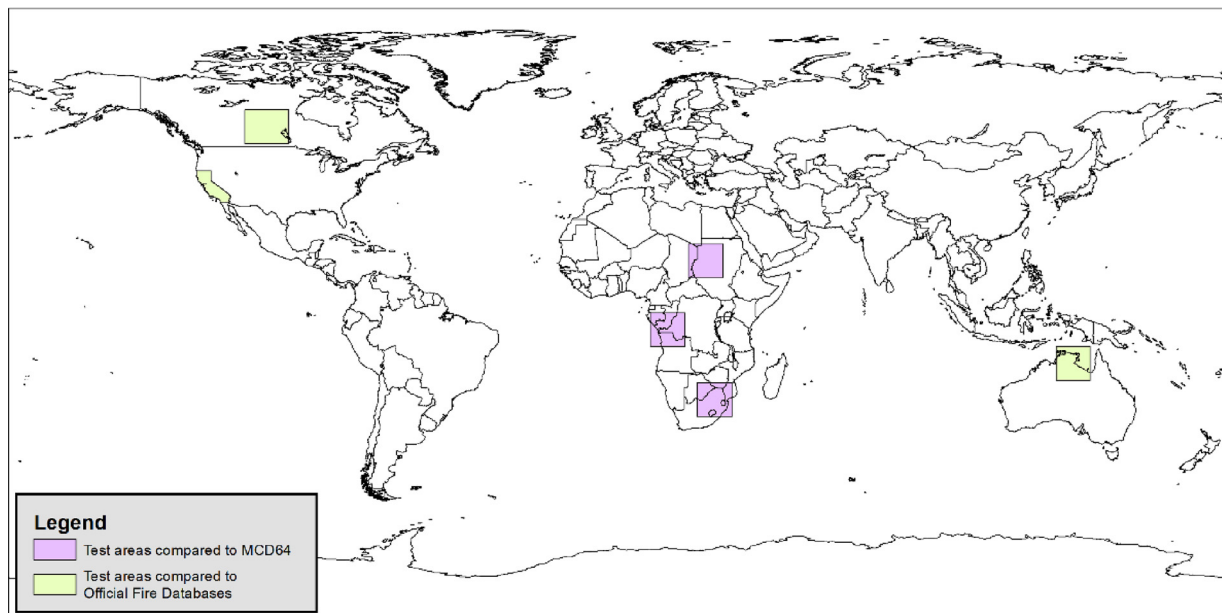 Legend
Test areas compared to MCD64
Test areas compared to
Official Fire Databases